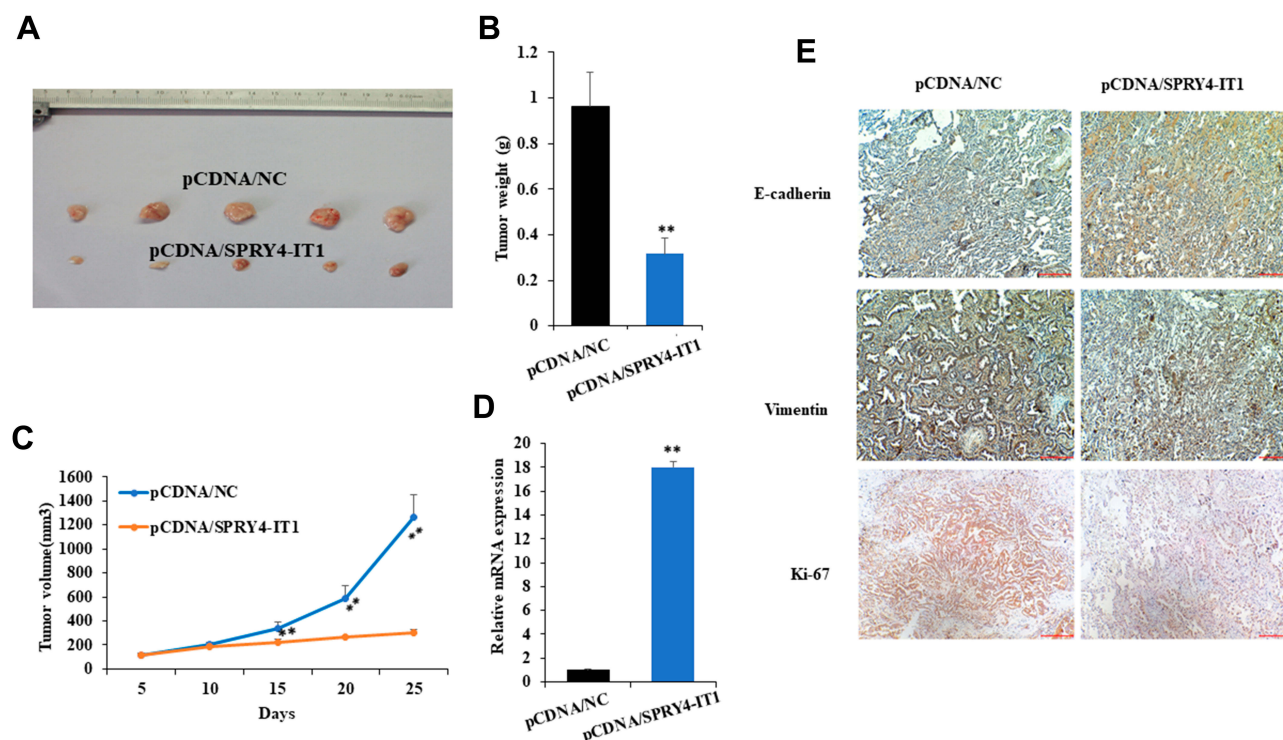 A
pCDNA/NC
pCDNA/SPRY4-IT1
B
1.2
1
0.8
0.6
0.4
0.2
0
Tumor weight (g)
**
pCDNA/NC
pCDNA/SPRY4-IT1
C
1600
1400
1200
1000
800
600
400
200
0
Tumor volume(mm3)
pCDNA/NC
pCDNA/SPRY4-IT1
**
**
**
5 10 15 20 25
Days
D
20
18
16
14
12
10
8
6
4
2
0
Relative mRNA expression
**
pCDNA/NC
pCDNA/SPRY4-IT1
E
pCDNA/NC pCDNA/SPRY4-IT1
E-cadherin
Vimentin
Ki-67